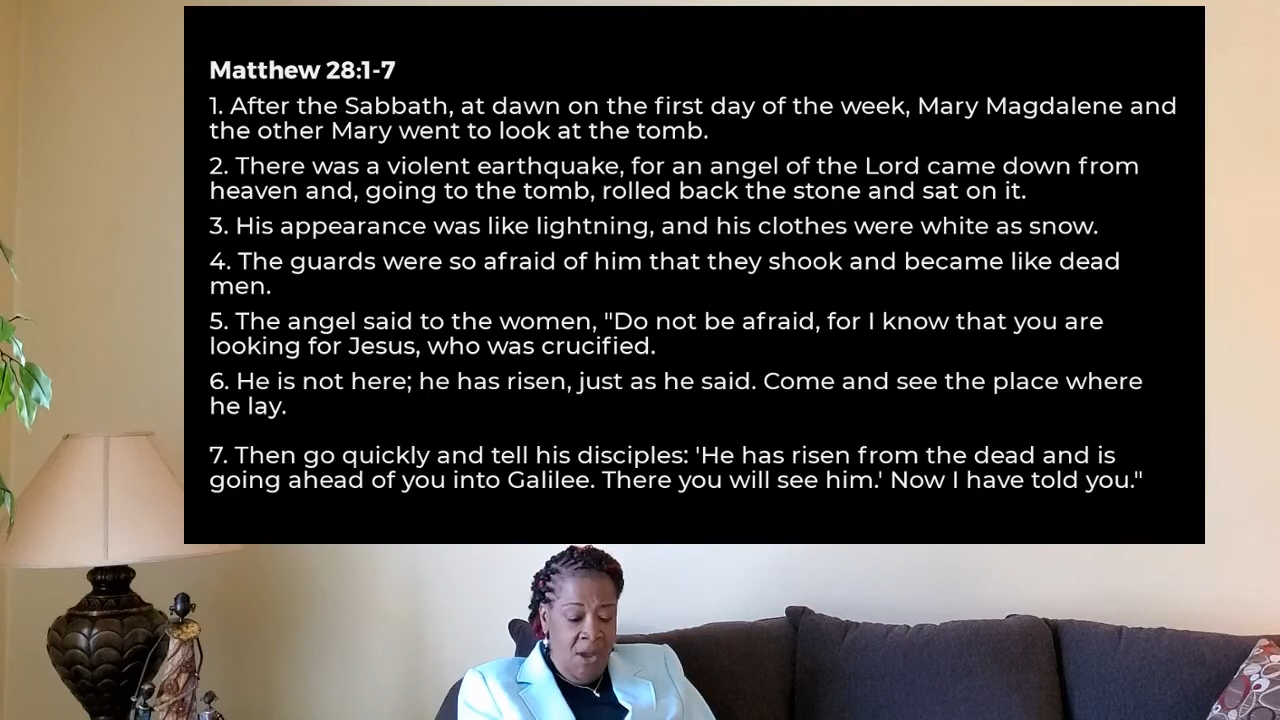 Matthew 28:1-7
1. After the Sabbath, at dawn on the first day of the week, Mary Magdalene and
the other Mary went to look at the tomb.
2. There was a violent earthquake, for an angel of the Lord came down from
heaven and, going to the tomb, rolled back the stone and sat on it.
3. His appearance was like lightning, and his clothes were white as snow.
4. The guards were so afraid of him that they shook and became like dead
men.
5. The angel said to the women, "Do not be afraid, for I know that you are
looking for Jesus, who was crucified.
6. He is not here; he has risen, just as he said. Come and see the place where
he lay.
7. Then go quickly and tell his disciples: 'He has risen from the dead and is
going ahead of you into Galilee. There you will see him.' Now I have told you."